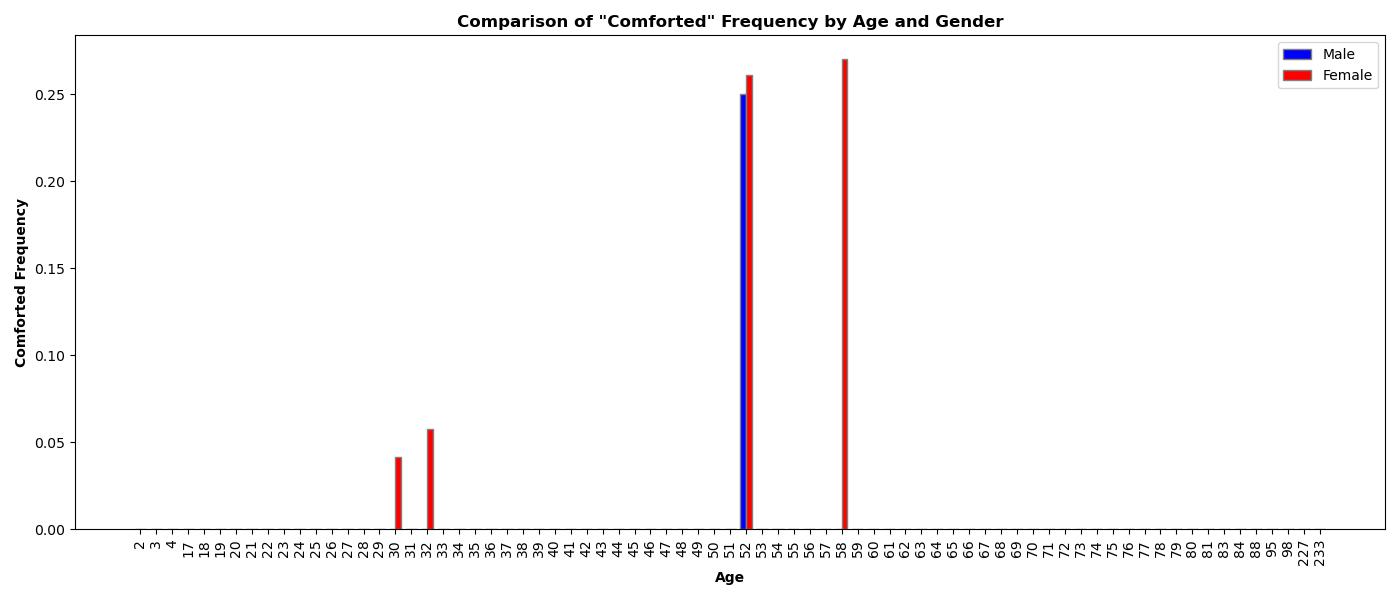 Comparison of "Comforted" Frequency by Age and Gender
Male
Female
0.25
0.20
0.15
0.10
0.05
0.00
Comforted Frequency
2 3 4 17 18 19 20 21 22 23 24 25 26 27 28 29 30 31 32 33 34 35 36 37 38 39 40 41 42 43 44 45 46 47 48 49 50 51 52 53 54 55 56 57 58 59 60 61 62 63 64 65 66 67 68 69 70 71 72 73 74 75 76 77 78 79 80 81 83 84 88 95 98 227 233
Age